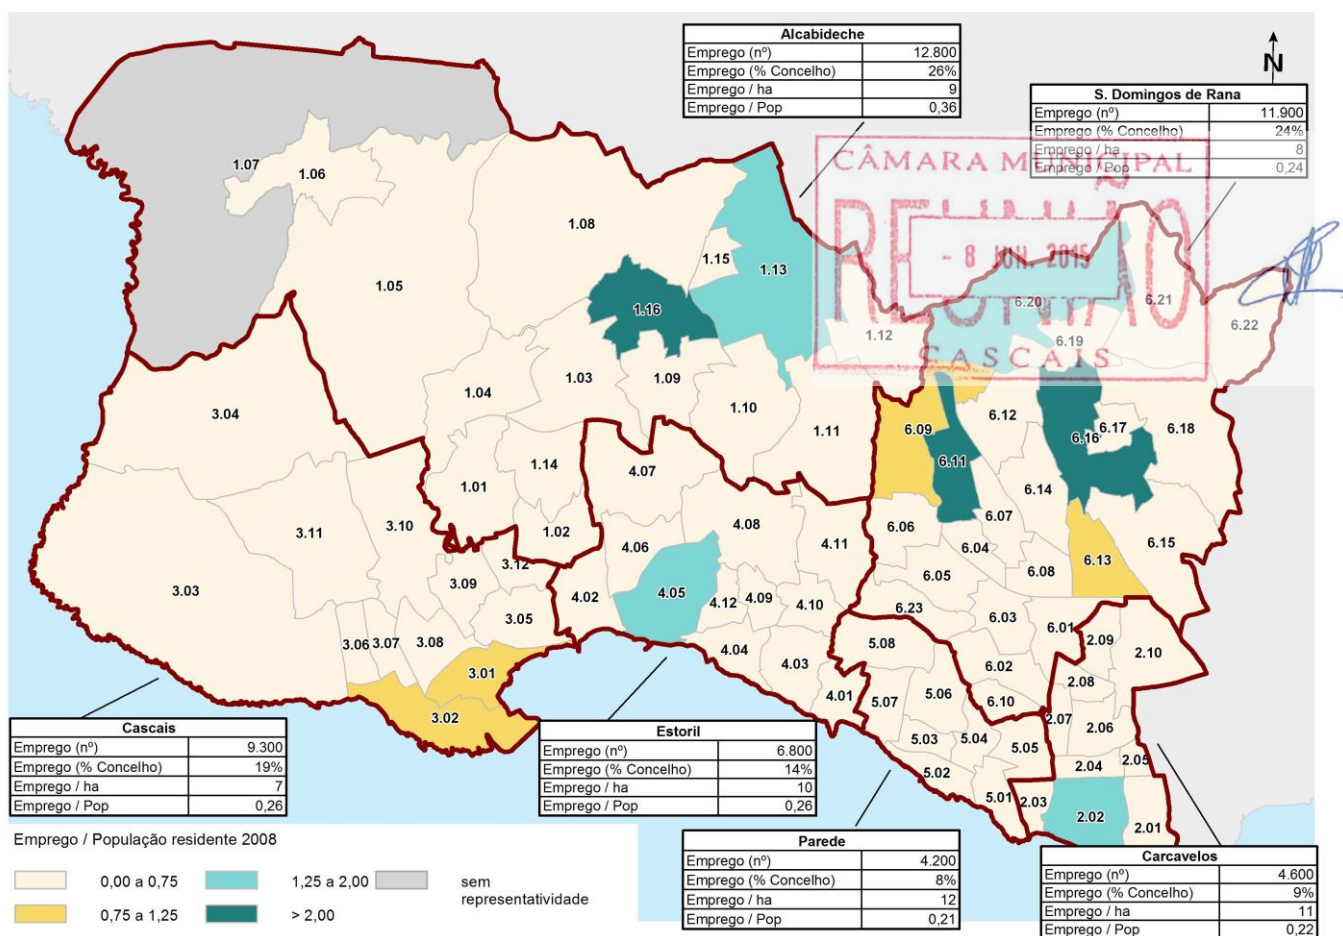 Alcabideche
Emprego (nº) 12.800
Emprego (% Concelho) 26%
Emprego / ha 9
Emprego / Pop 0,36
N
S. Domingos de Rana
Emprego (nº) 11.900
Emprego (% Concelho) 24%
Emprego / ha 8
Emprego / Pop 0,24
CÂMARA MUNICIPAL
REUNIÃO
- 8 JUN. 2015
CASCAIS
1.07
1.06
1.08
1.15
1.13
1.05
1.16
1.12
6.20
6.21
6.19
6.22
1.04
1.03
1.09
1.10
1.11
3.04
6.09
6.12
6.17
6.18
6.16
6.11
1.14
4.07
1.01
6.14
3.11
3.10
1.02
4.08
4.11
6.06
6.07
6.04
6.15
4.06
3.12
6.13
3.03
3.09
6.05
6.08
4.02
4.05
4.12
4.09
4.10
6.23
3.05
6.03
6.01
3.06
3.07
3.08
4.04
4.03
5.08
2.09
2.10
3.01
6.02
2.08
4.01
5.07
5.06
6.10
3.02
2.07
2.06
5.03
5.04
5.05
2.04
2.05
5.02
5.01
2.03
2.02
2.01
Cascais
Emprego (nº) 9.300
Emprego (% Concelho) 19%
Emprego / ha 7
Emprego / Pop 0,26
Estoril
Emprego (nº) 6.800
Emprego (% Concelho) 14%
Emprego / ha 10
Emprego / Pop 0,26
Parede
Emprego (nº) 4.200
Emprego (% Concelho) 8%
Emprego / ha 12
Emprego / Pop 0,21
Carcavelos
Emprego (nº) 4.600
Emprego (% Concelho) 9%
Emprego / ha 11
Emprego / Pop 0,22
Emprego / População residente 2008
0,00 a 0,75
1,25 a 2,00
sem
representatividade
0,75 a 1,25
> 2,00